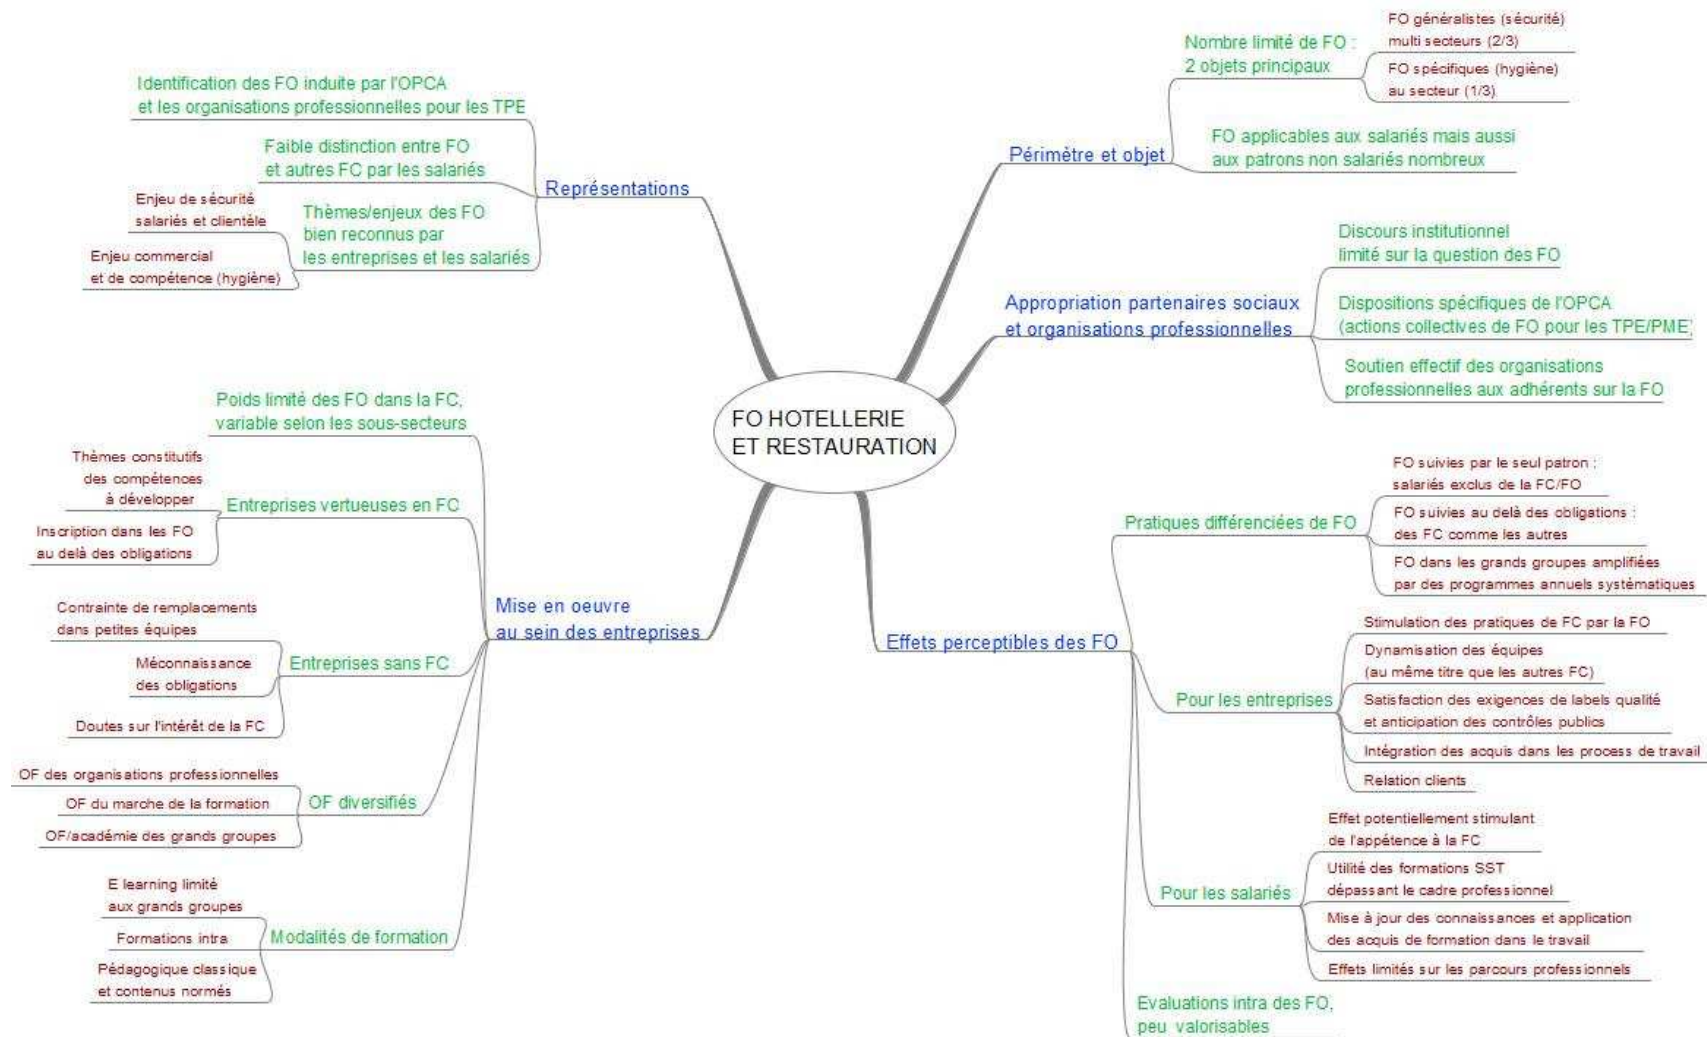 FO HOTELLERIE
ET RESTAURATION
Représentations
Identification des FO induite par l'OPCA
et les organisations professionnelles pour les TPE
Faible distinction entre FO
et autres FC par les salariés
Thèmes/enjeux des FO
bien reconnus par
les entreprises et les salariés
Enjeu de sécurité
salariés et clientèle
Enjeu commercial
et de compétence (hygiène)
Périmètre et objet
Nombre limité de FO :
2 objets principaux
FO généralistes (sécurité)
multi secteurs (2/3)
FO spécifiques (hygiène)
au secteur (1/3)
FO applicables aux salariés mais aussi
aux patrons non salariés nombreux
Appropriation partenaires sociaux
et organisations professionnelles
Discours institutionnel
limité sur la question des FO
Dispositions spécifiques de l'OPCA
(actions collectives de FO pour les TPE/PME)
Soutien effectif des organisations
professionnelles aux adhérents sur la FO
Mise en oeuvre
au sein des entreprises
Poids limité des FO dans la FC,
variable selon les sous-secteurs
Entreprises vertueuses en FC
Thèmes constitutifs
des compétences
à développer
Inscription dans les FO
au delà des obligations
Entreprises sans FC
Contrainte de remplacements
dans petites équipes
Méconnaissance
des obligations
Doutes sur l'intérêt de la FC
OF diversifiés
OF des organisations professionnelles
OF du marche de la formation
OF/académie des grands groupes
Modalités de formation
E learning limité
aux grands groupes
Formations intra
Pédagogique classique
et contenus normés
Effets perceptibles des FO
Pratiques différenciées de FO
FO suivies par le seul patron :
salariés exclus de la FC/FO
FO suivies au delà des obligations :
des FC comme les autres
FO dans les grands groupes amplifiées
par des programmes annuels systématiques
Pour les entreprises
Stimulation des pratiques de FC par la FO
Dynamisation des équipes
(au même titre que les autres FC)
Satisfaction des exigences de labels qualité
et anticipation des contrôles publics
Intégration des acquis dans les process de travail
Relation clients
Pour les salariés
Effet potentiellement stimulant
de l'appétence à la FC
Utilité des formations SST
dépassant le cadre professionnel
Mise à jour des connaissances et application
des acquis de formation dans le travail
Effets limités sur les parcours professionnels
Evaluations intra des FO,
peu valorisables